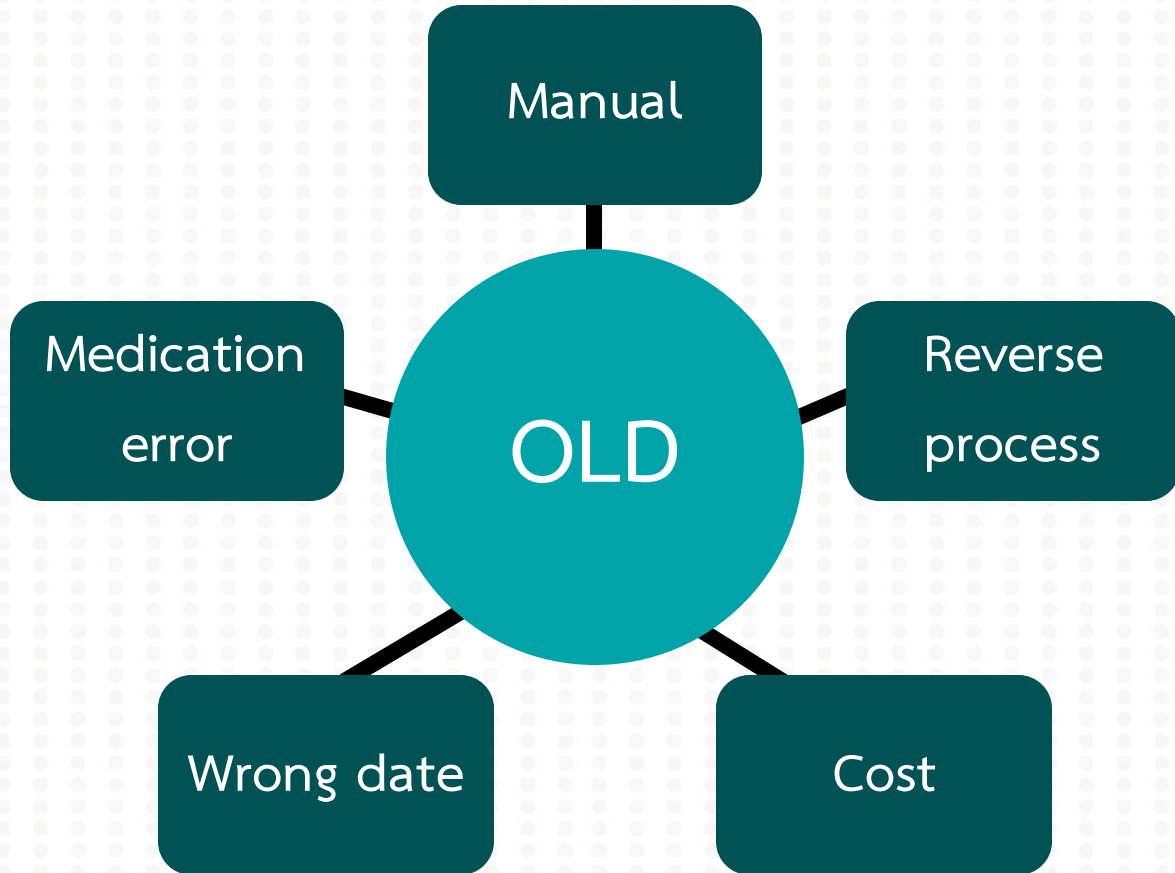 Manual
Medication
error
OLD
Reverse
process
Wrong date
Cost